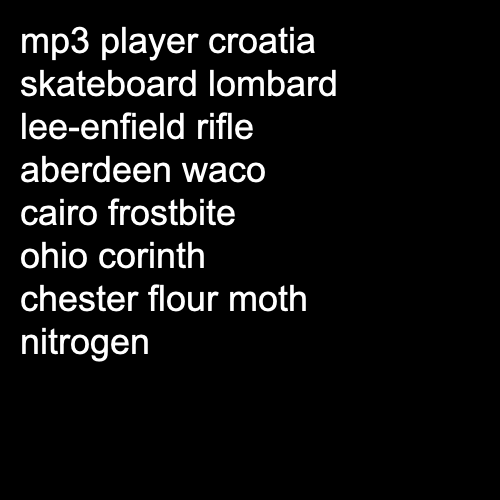 mp3 player croatia
skateboard lombard
lee-enfield rifle
aberdeen waco
cairo frostbite
ohio corinth
chester flour moth
nitrogen